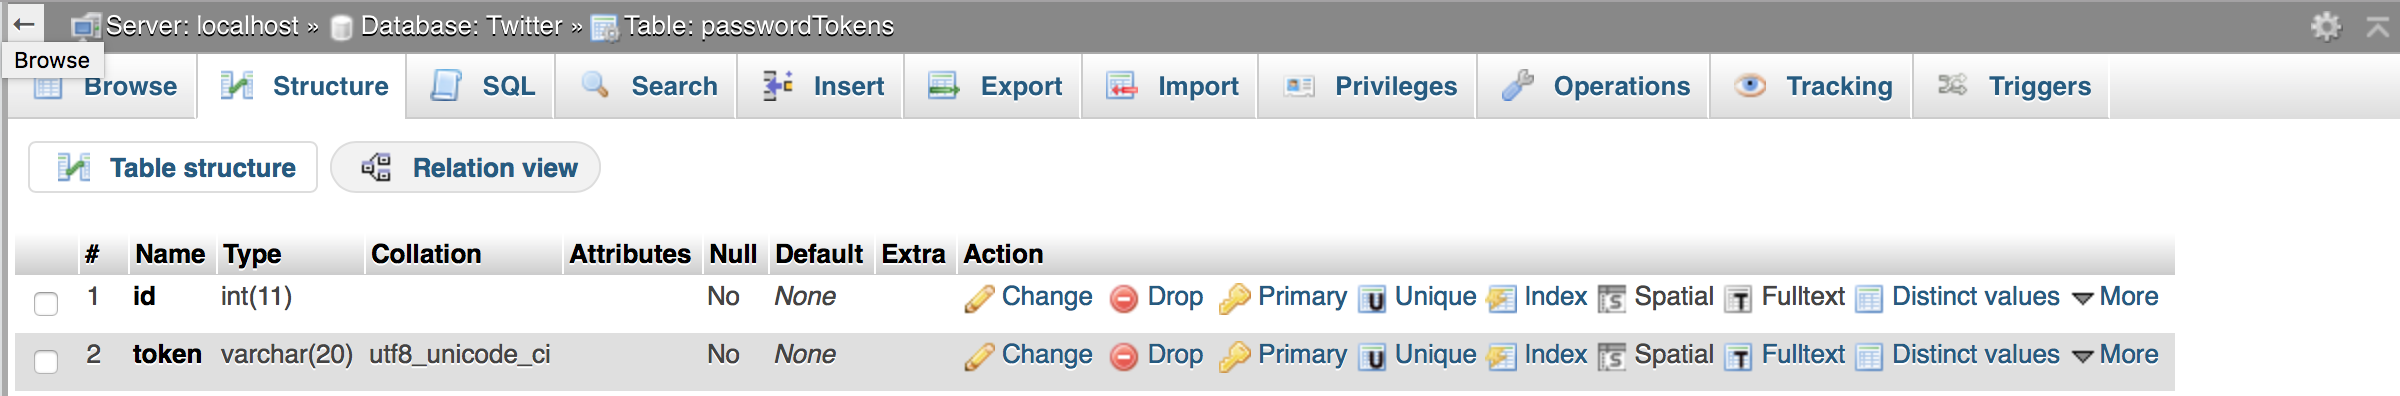 Server: localhost » Database: Twitter » Table: passwordTokens
Browse
Browse Structure SQL Search Insert Export Import Privileges Operations Tracking Triggers
Table structure Relation view
# Name Type Collation Attributes Null Default Extra Action
1 id int(11) No None Change Drop Primary Unique Index Spatial Fulltext Distinct values More
2 token varchar(20) utf8_unicode_ci No None Change Drop Primary Unique Index Spatial Fulltext Distinct values More